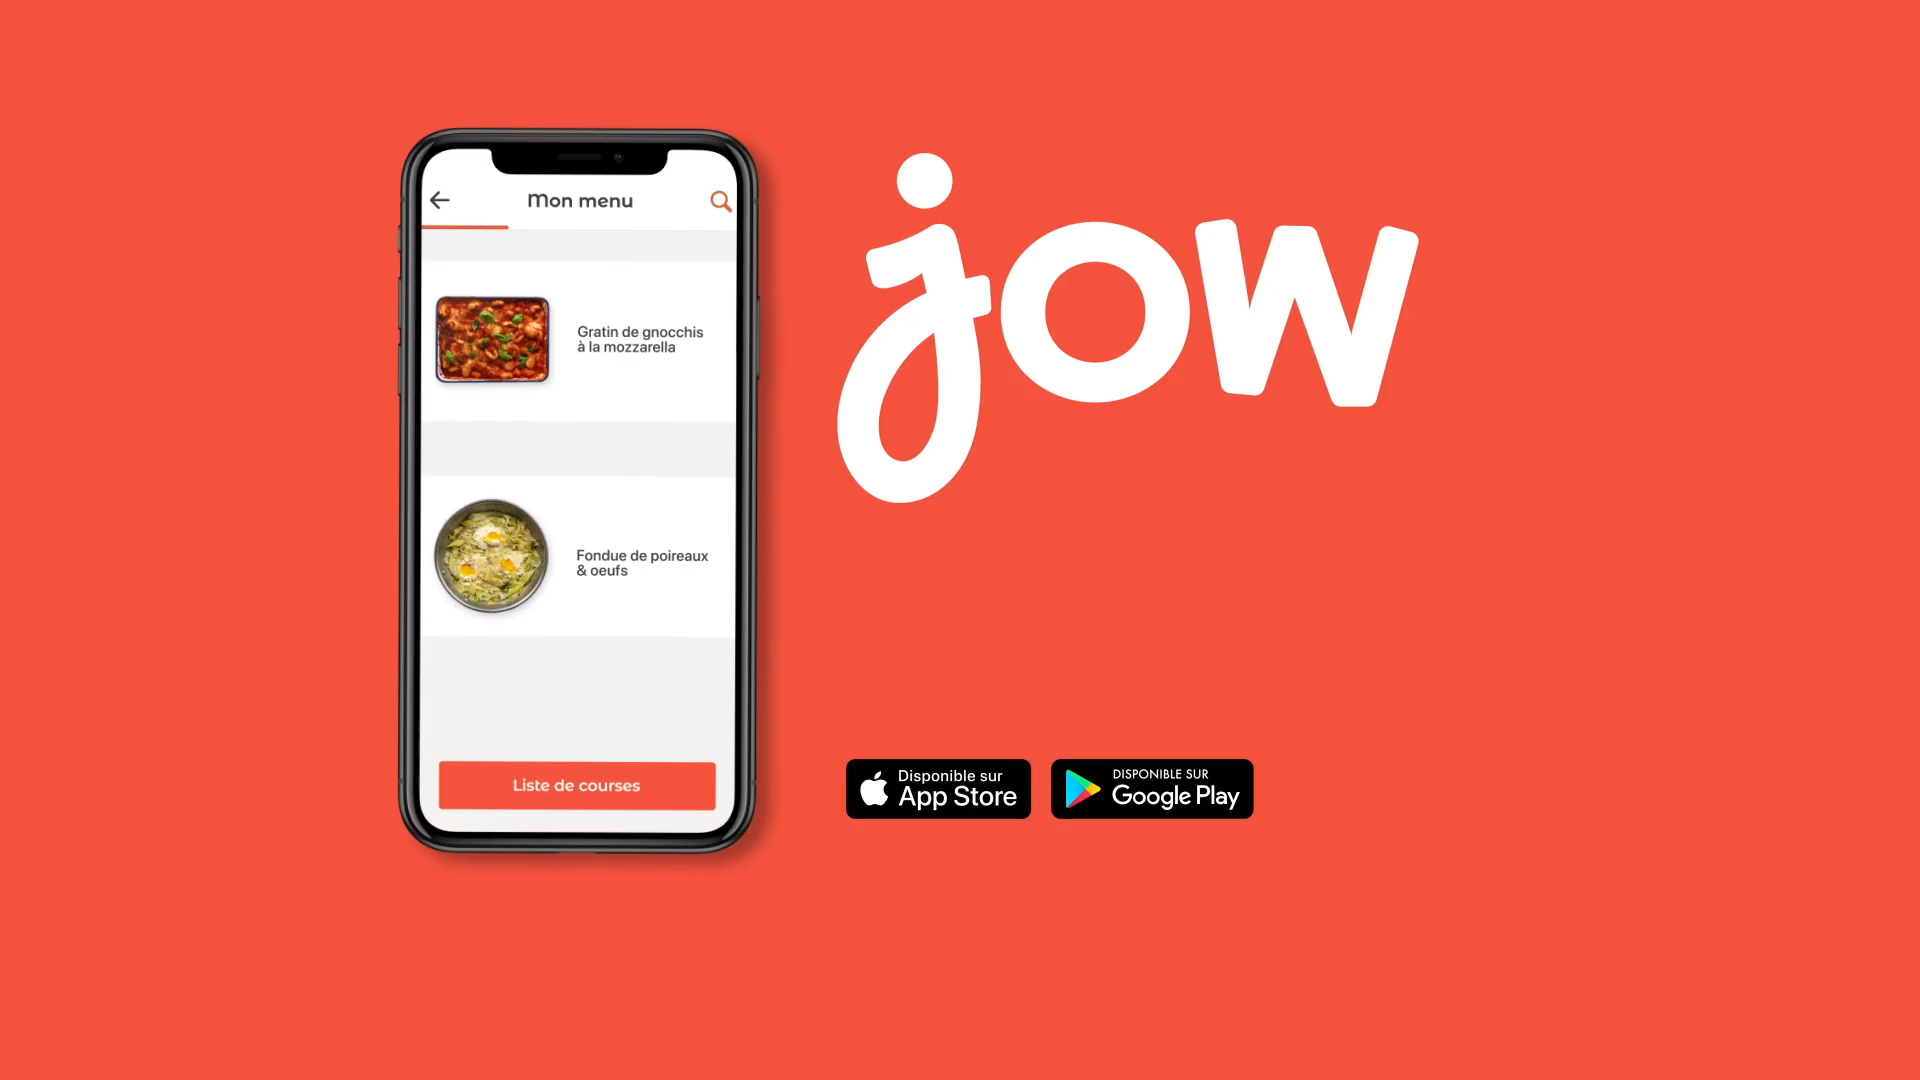 Mon menu
Gratin de gnocchis
à la mozzarella
Fondue de poireaux
& oeufs
Liste de courses
jow
Disponible sur
App Store
DISPONIBLE SUR
Google Play